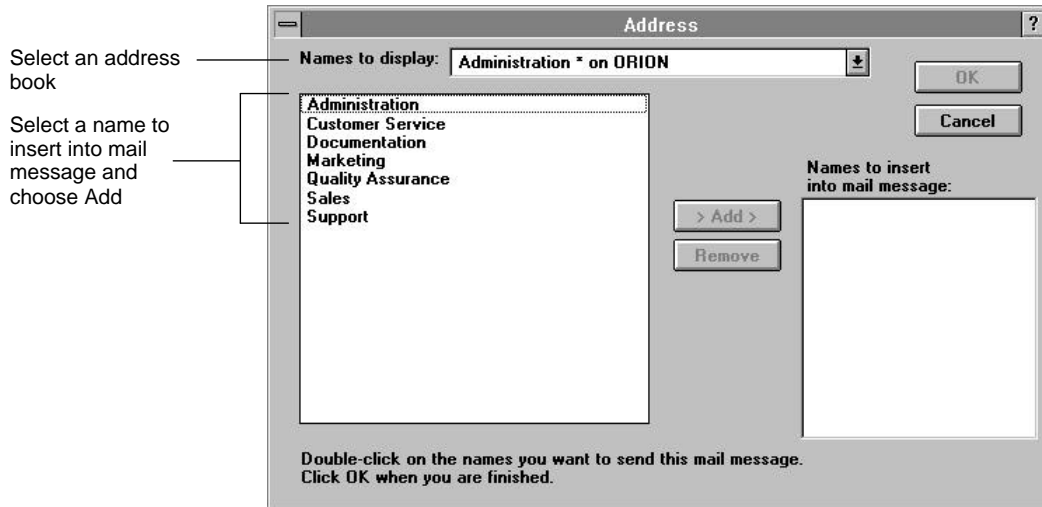 Address
?
Select an address
book
Names to display:
Administration * on ORION
OK
Cancel
Select a name to
insert into mail
message and
choose Add
Administration
Customer Service
Documentation
Marketing
Quality Assurance
Sales
Support
> Add >
Remove
Names to insert
into mail message:
Double-click on the names you want to send this mail message.
Click OK when you are finished.